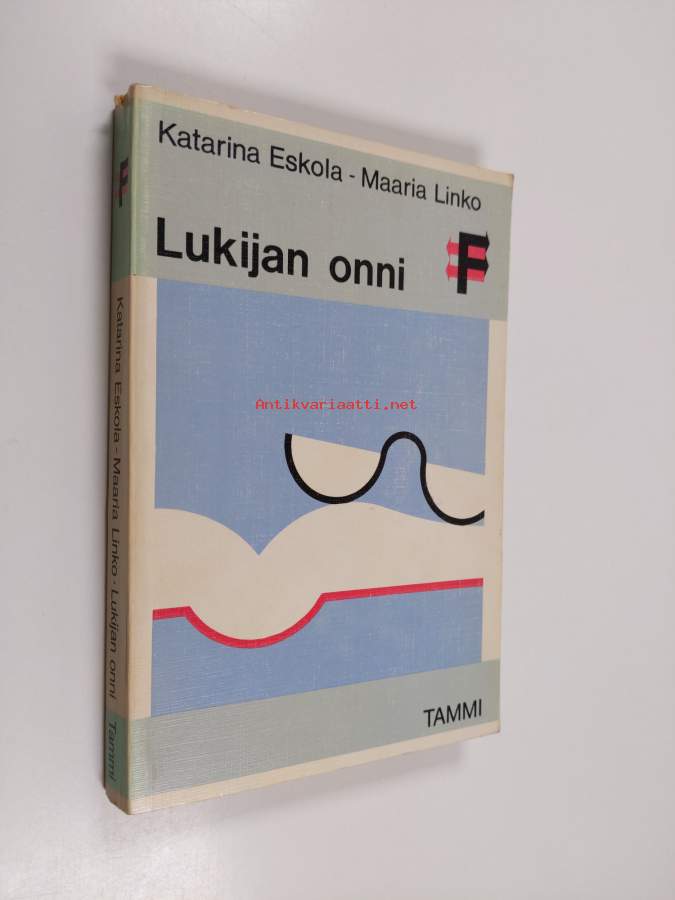 Katarina Eskola - Maaria Linko
Lukijan onni
F
Antikvariaatti.net
TAMMI
F
Katarina Eskola - Maaria Linko · Lukijan onni
Tammi